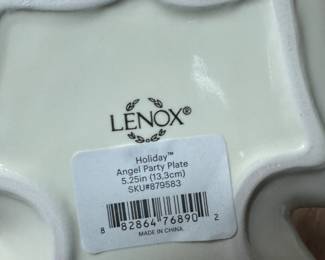 LENOX®
Holiday™
Angel Party Plate
5.25in (13.3cm)
SKU#879583
8 82864 76890 2
MADE IN CHINA